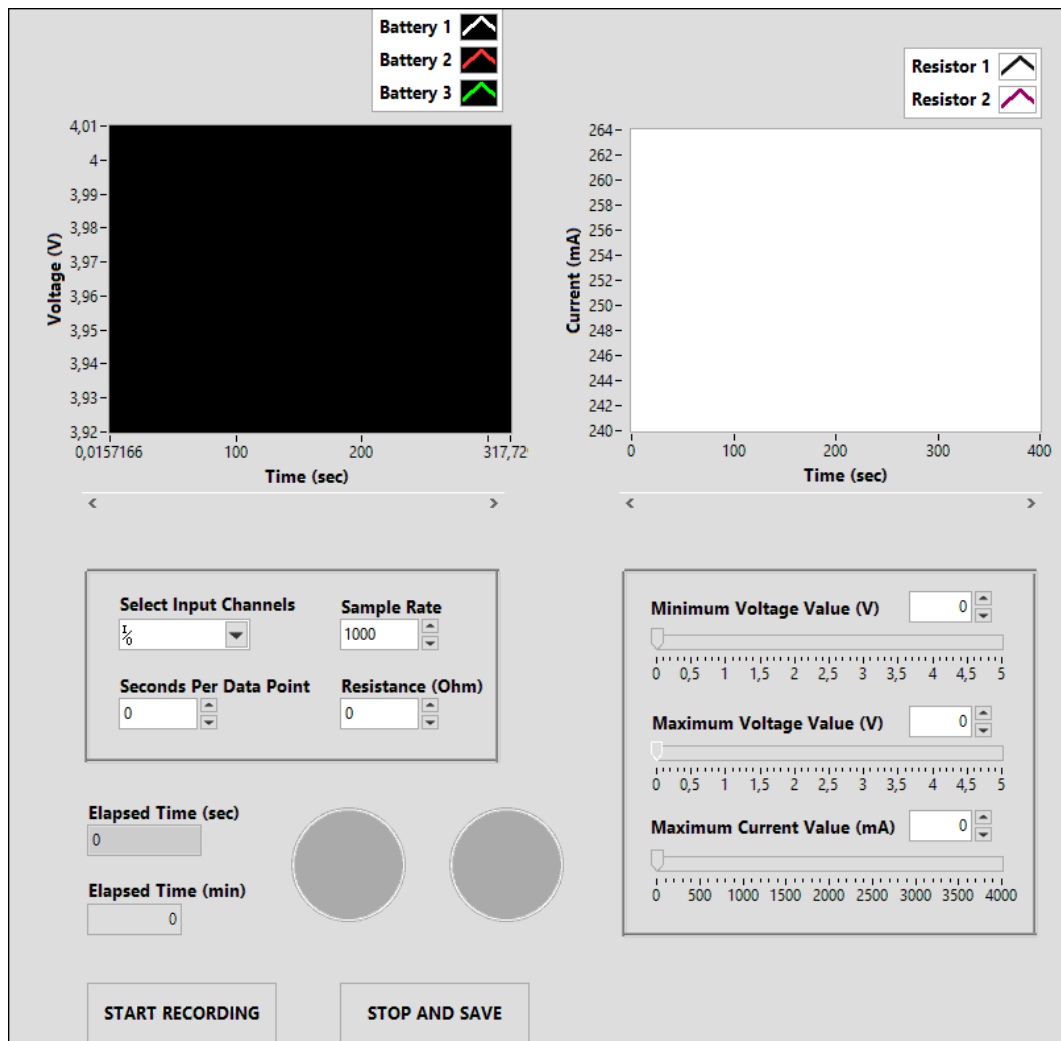 Battery 1
Battery 2
Battery 3
4,01
4
3,99
3,98
3,97
3,96
3,95
3,94
3,93
3,92
Voltage (V)
0,0157166 100 200 317,729
Time (sec)
< >
Resistor 1
Resistor 2
264
262
260
258
256
254
252
250
248
246
244
242
240
Current (mA)
0 100 200 300 400
Time (sec)
< >
Select Input Channels
I/O
Sample Rate
1000
Seconds Per Data Point
0
Resistance (Ohm)
0
Minimum Voltage Value (V) 0
0 0,5 1 1,5 2 2,5 3 3,5 4 4,5 5
Maximum Voltage Value (V) 0
0 0,5 1 1,5 2 2,5 3 3,5 4 4,5 5
Maximum Current Value (mA) 0
0 500 1000 1500 2000 2500 3000 3500 4000
Elapsed Time (sec)
0
Elapsed Time (min)
0
START RECORDING
STOP AND SAVE